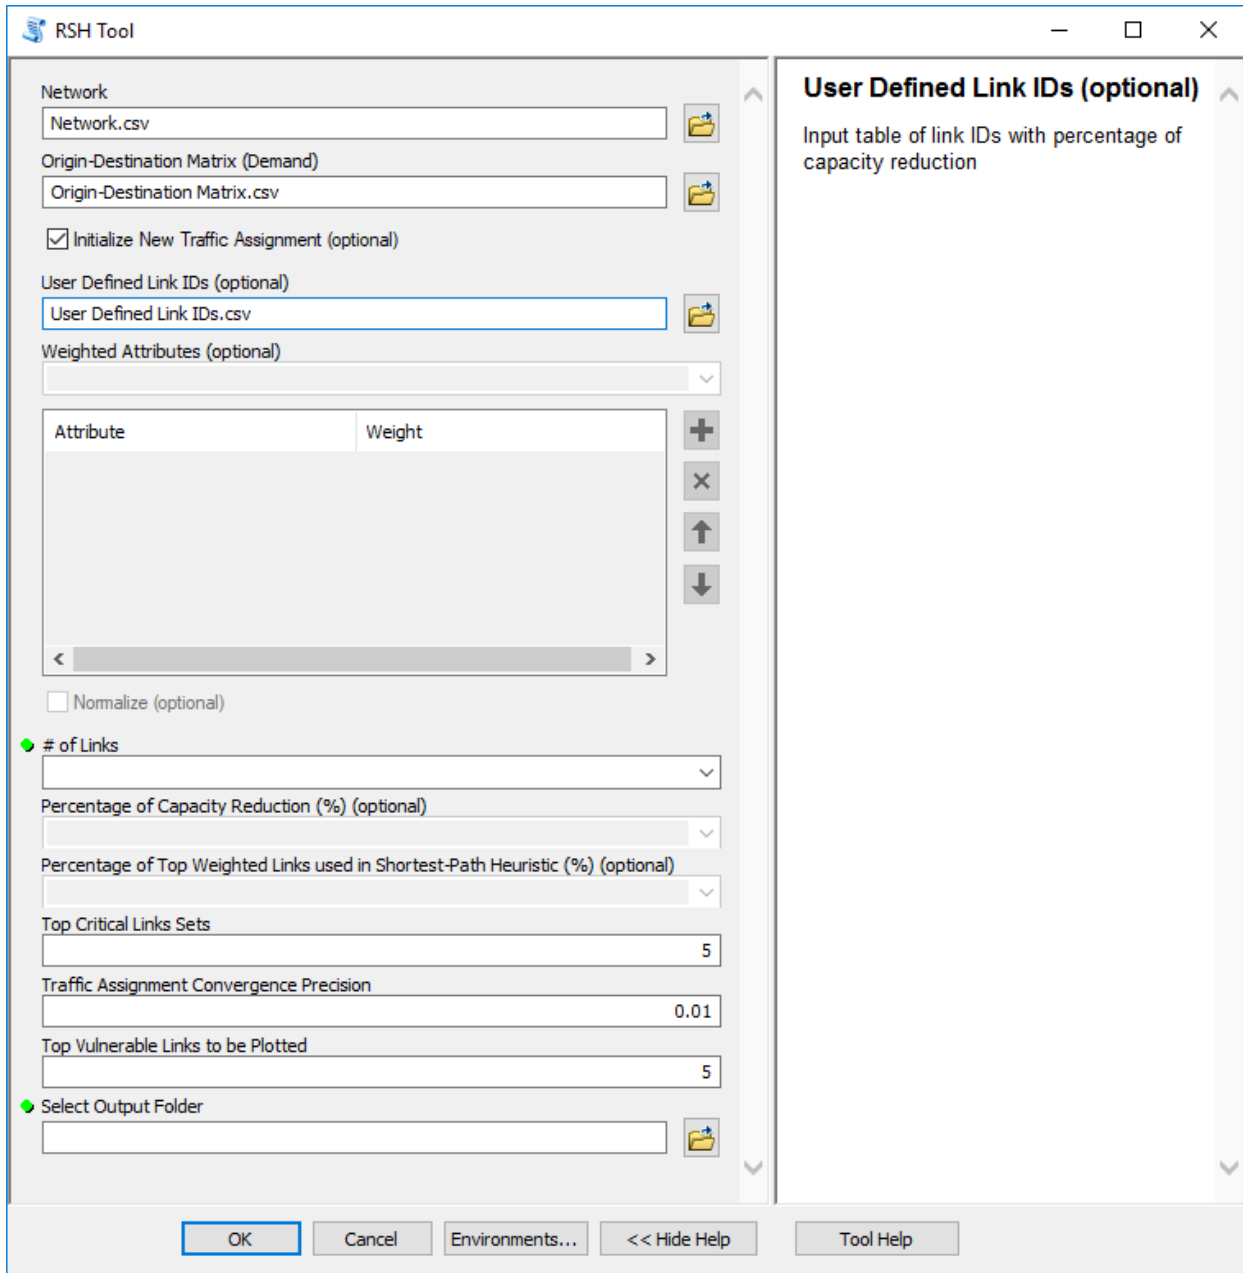 RSH Tool
Network
Network.csv
Origin-Destination Matrix (Demand)
Origin-Destination Matrix.csv
Initialize New Traffic Assignment (optional)
User Defined Link IDs (optional)
User Defined Link IDs.csv
Weighted Attributes (optional)
Attribute Weight
Normalize (optional)
# of Links
Percentage of Capacity Reduction (%) (optional)
Percentage of Top Weighted Links used in Shortest-Path Heuristic (%) (optional)
Top Critical Links Sets
5
Traffic Assignment Convergence Precision
0.01
Top Vulnerable Links to be Plotted
5
Select Output Folder
User Defined Link IDs (optional)
Input table of link IDs with percentage of
capacity reduction
OK Cancel Environments... << Hide Help Tool Help